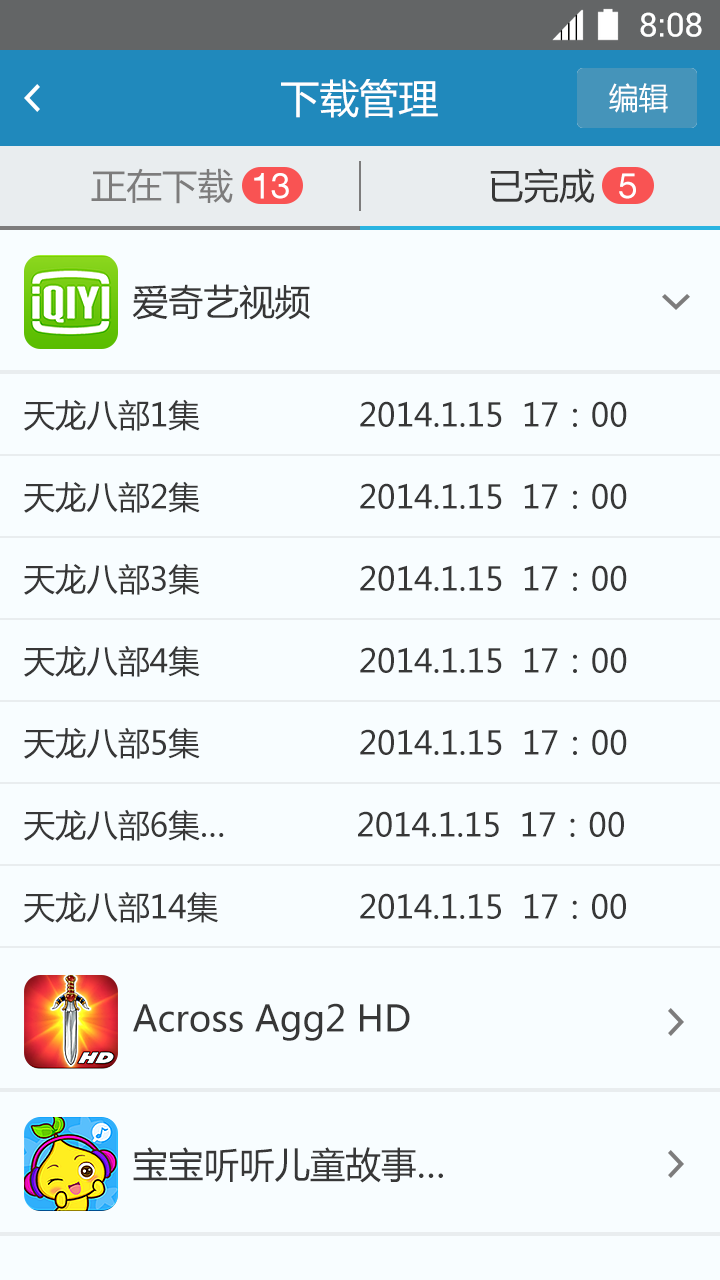 8:08
下载管理 编辑
正在下载 13 已完成 5
iQIYI 爱奇艺视频
天龙八部1集 2014.1.15 17：00
天龙八部2集 2014.1.15 17：00
天龙八部3集 2014.1.15 17：00
天龙八部4集 2014.1.15 17：00
天龙八部5集 2014.1.15 17：00
天龙八部6集... 2014.1.15 17：00
天龙八部14集 2014.1.15 17：00
HD Across Agg2 HD
宝宝听听儿童故事...